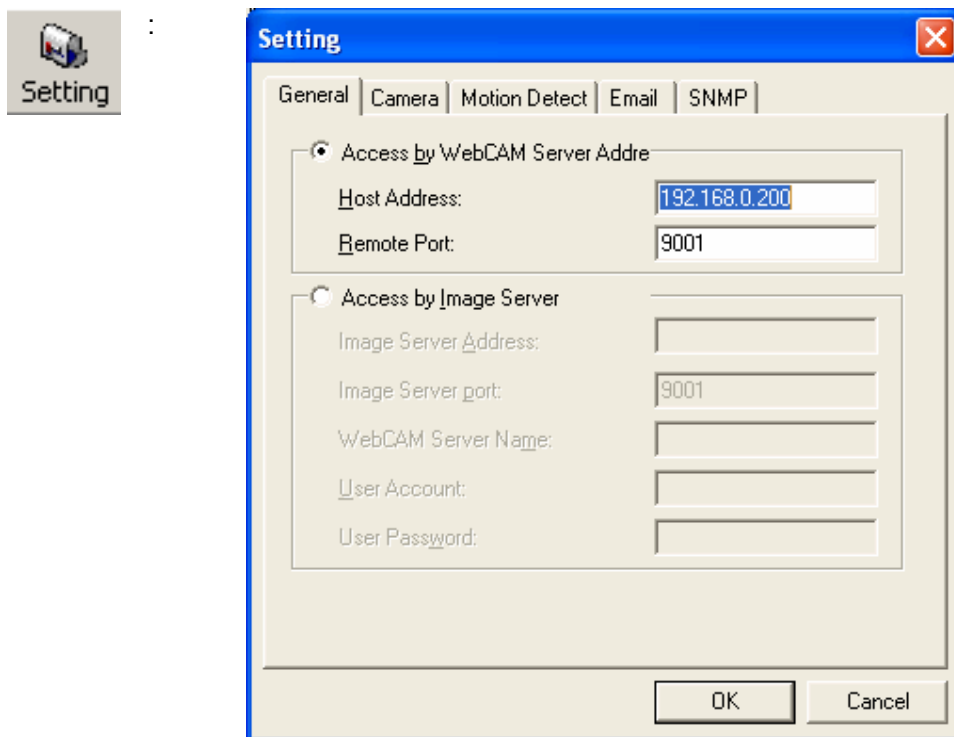 Setting
:
Setting
General Camera Motion Detect Email SNMP
Access by WebCAM Server Addre
Host Address: 192.168.0.200
Remote Port: 9001
Access by Image Server
Image Server Address:
Image Server port: 9001
WebCAM Server Name:
User Account:
User Password:
OK Cancel